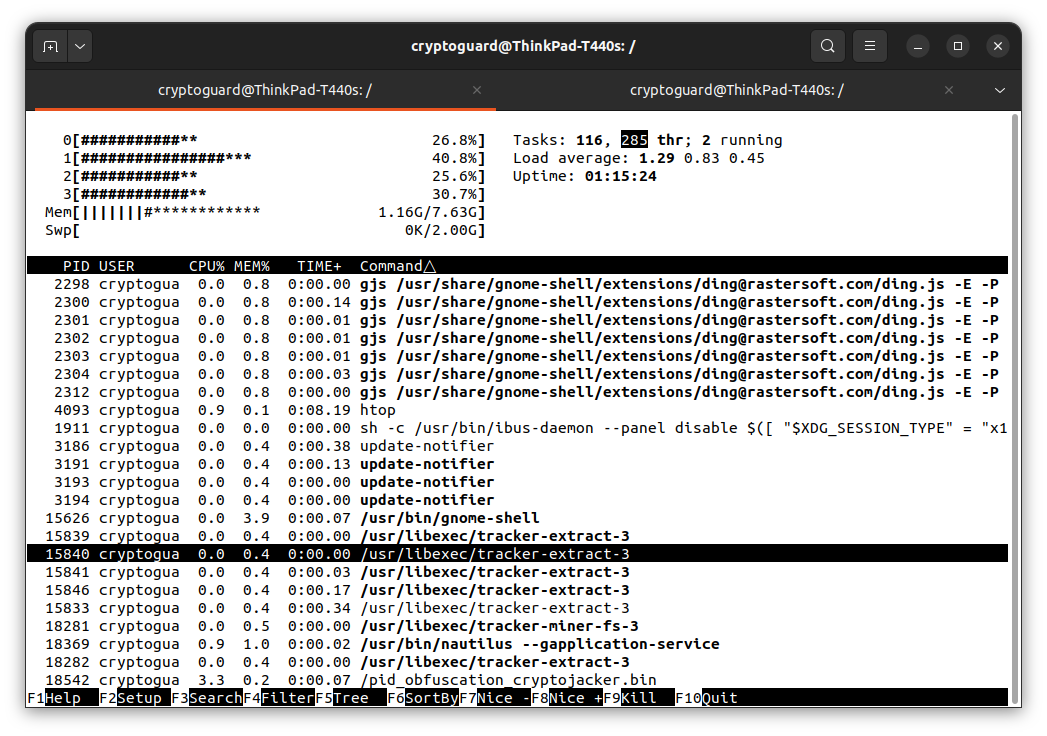 cryptoguard@ThinkPad-T440s: /
cryptoguard@ThinkPad-T440s: / × cryptoguard@ThinkPad-T440s: / ×
0[###########** 26.8%] Tasks: 116, 285 thr; 2 running
1[################*** 40.8%] Load average: 1.29 0.83 0.45
2[###########** 25.6%] Uptime: 01:15:24
3[############** 30.7%]
Mem[|||||||#************ 1.16G/7.63G]
Swp[ 0K/2.00G]
PID USER CPU% MEM% TIME+ Command△
2298 cryptogua 0.0 0.8 0:00.00 gjs /usr/share/gnome-shell/extensions/ding@rastersoft.com/ding.js -E -P
2300 cryptogua 0.0 0.8 0:00.14 gjs /usr/share/gnome-shell/extensions/ding@rastersoft.com/ding.js -E -P
2301 cryptogua 0.0 0.8 0:00.01 gjs /usr/share/gnome-shell/extensions/ding@rastersoft.com/ding.js -E -P
2302 cryptogua 0.0 0.8 0:00.01 gjs /usr/share/gnome-shell/extensions/ding@rastersoft.com/ding.js -E -P
2303 cryptogua 0.0 0.8 0:00.01 gjs /usr/share/gnome-shell/extensions/ding@rastersoft.com/ding.js -E -P
2304 cryptogua 0.0 0.8 0:00.03 gjs /usr/share/gnome-shell/extensions/ding@rastersoft.com/ding.js -E -P
2312 cryptogua 0.0 0.8 0:00.00 gjs /usr/share/gnome-shell/extensions/ding@rastersoft.com/ding.js -E -P
4093 cryptogua 0.9 0.1 0:08.19 htop
1911 cryptogua 0.0 0.0 0:00.00 sh -c /usr/bin/ibus-daemon --panel disable $([ "$XDG_SESSION_TYPE" = "x1
3186 cryptogua 0.0 0.4 0:00.38 update-notifier
3191 cryptogua 0.0 0.4 0:00.13 update-notifier
3193 cryptogua 0.0 0.4 0:00.00 update-notifier
3194 cryptogua 0.0 0.4 0:00.00 update-notifier
15626 cryptogua 0.0 3.9 0:00.07 /usr/bin/gnome-shell
15839 cryptogua 0.0 0.4 0:00.00 /usr/libexec/tracker-extract-3
15840 cryptogua 0.0 0.4 0:00.00 /usr/libexec/tracker-extract-3
15841 cryptogua 0.0 0.4 0:00.03 /usr/libexec/tracker-extract-3
15846 cryptogua 0.0 0.4 0:00.17 /usr/libexec/tracker-extract-3
15833 cryptogua 0.0 0.4 0:00.34 /usr/libexec/tracker-extract-3
18281 cryptogua 0.0 0.5 0:00.00 /usr/libexec/tracker-miner-fs-3
18369 cryptogua 0.9 1.0 0:00.02 /usr/bin/nautilus --gapplication-service
18282 cryptogua 0.0 0.4 0:00.00 /usr/libexec/tracker-extract-3
18542 cryptogua 3.3 0.2 0:00.07 /pid_obfuscation_cryptojacker.bin
F1Help F2Setup F3SearchF4FilterF5Tree F6SortByF7Nice -F8Nice +F9Kill F10Quit